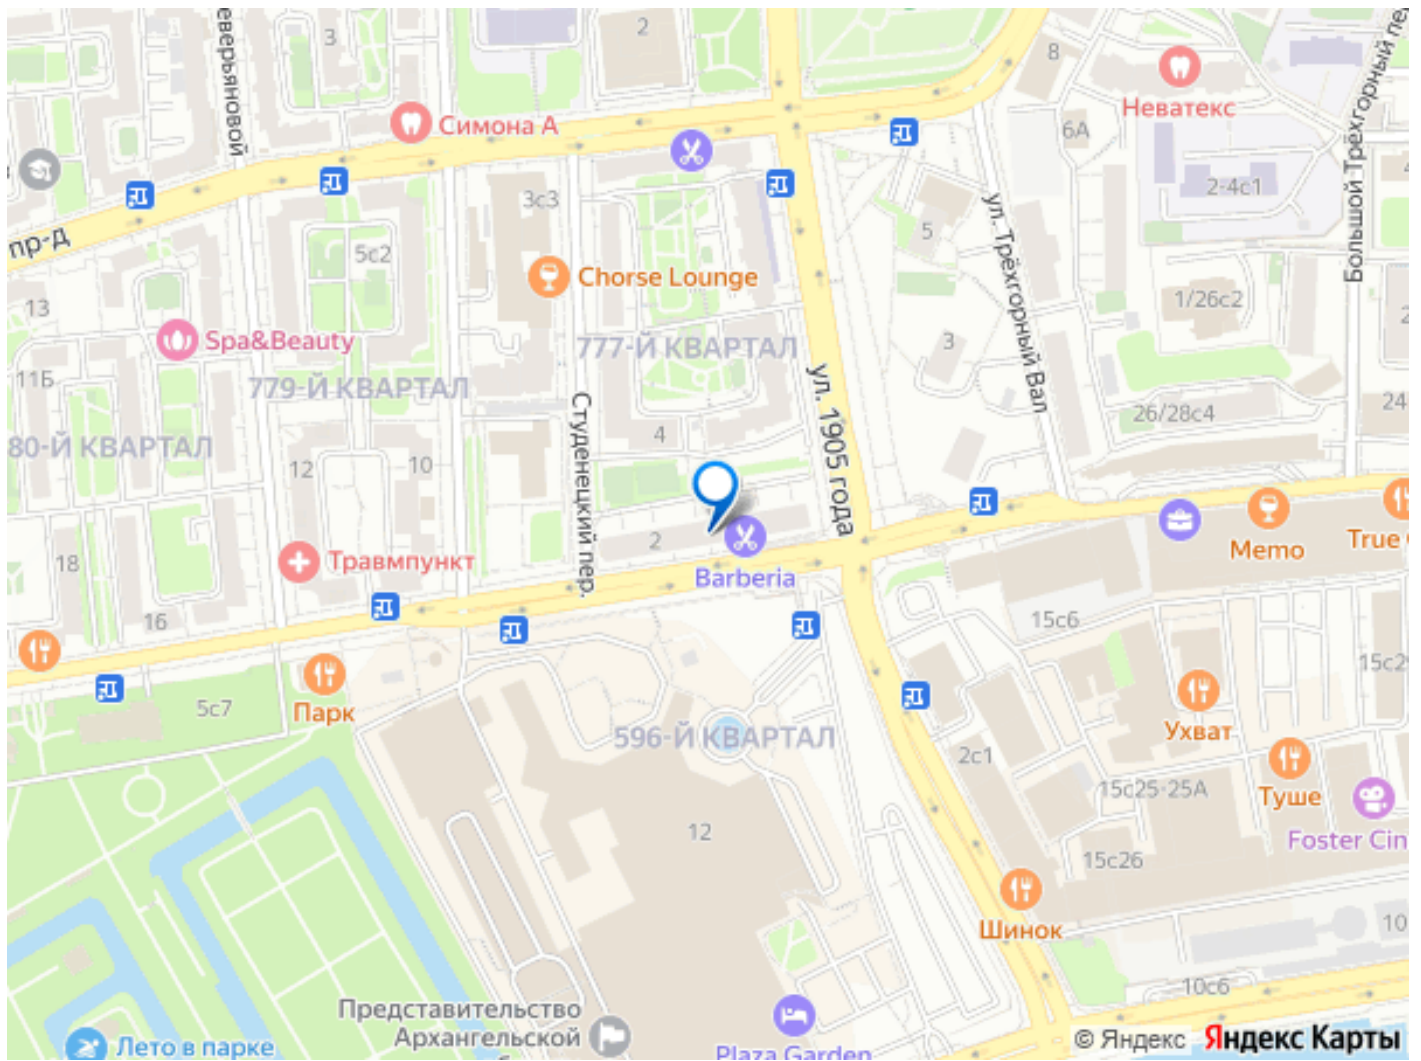 еверьяновой
3
2
8
Неватекс
Большой Трёхгорный пер
Симона А
6А
2-4с1
3с3
5
ул. Трёхгорный Вал
пр-д
5с2
Chorse Lounge
13
1/26с2
Spa&Beauty
777-Й КВАРТАЛ
3
11Б
779-Й КВАРТАЛ
ул. 1905 года
26/28с4
24
80-Й КВАРТАЛ
Студенецкий пер.
4
12
10
18
2
Memo
True
Травмпункт
Barberia
16
15с6
5с7
Парк
15с2
596-Й КВАРТАЛ
Ухват
2с1
15с25-25А
Туше
12
Foster Cin
15с26
Шинок
10
10с6
Представительство
Архангельской
Лето в парке
Plaza Garden
© Яндекс Яндекс Карты